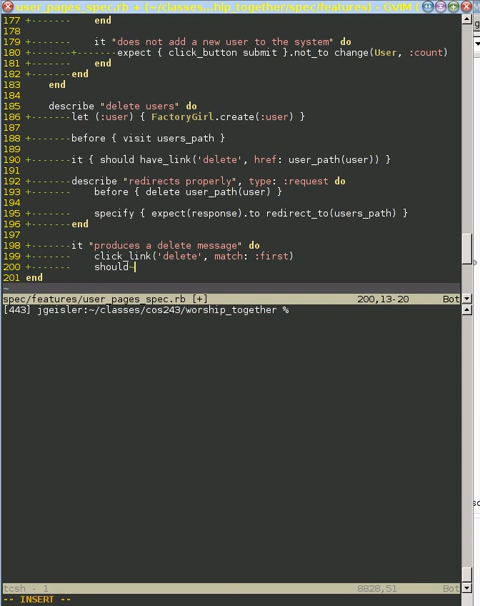 user_pages_spec.rb + (~/classes...hip_together/spec/features) - GVIM
177 +-------    end
178
179 +-------    it "does not add a new user to the system" do
180 +-------+-------expect { click_button submit }.not_to change(User, :count)
181 +-------    end
182 +-------end
183     end
184
185     describe "delete users" do
186 +-------let (:user) { FactoryGirl.create(:user) }
187
188 +-------before { visit users_path }
189
190 +-------it { should have_link('delete', href: user_path(user)) }
191
192 +-------describe "redirects properly", type: :request do
193 +-------    before { delete user_path(user) }
194
195 +-------    specify { expect(response).to redirect_to(users_path) }
196 +-------end
197
198 +-------it "produces a delete message" do
199 +-------    click_link('delete', match: :first)
200 +-------    should
201 end
~
spec/features/user_pages_spec.rb [+] 200,13-20 Bot
[443] jgeisler:~/classes/cos243/worship_together %
tcsh - 1 8828,51 Bot
-- INSERT --